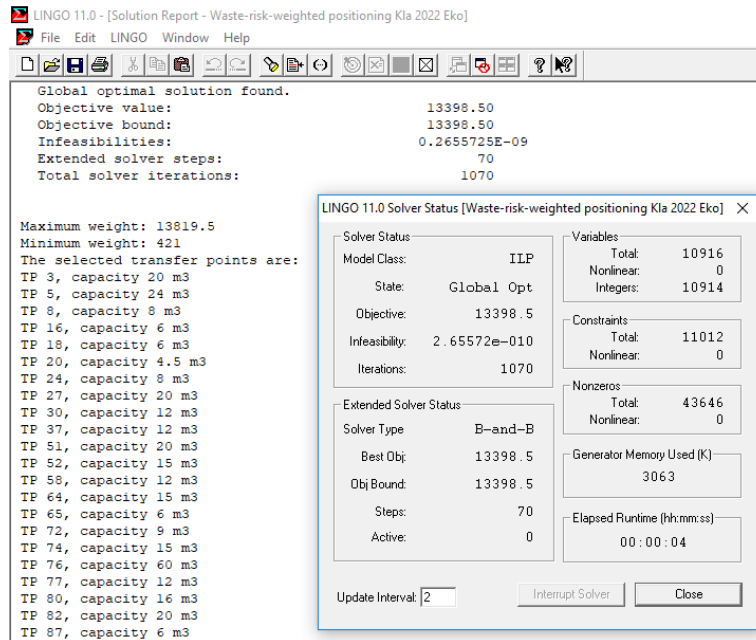 LINGO 11.0 - [Solution Report - Waste-risk-weighted positioning Kla 2022 Eko]
File Edit LINGO Window Help
Global optimal solution found.
Objective value: 13398.50
Objective bound: 13398.50
Infeasibilities: 0.2655725E-09
Extended solver steps: 70
Total solver iterations: 1070
Maximum weight: 13819.5
Minimum weight: 421
The selected transfer points are:
TP 3, capacity 20 m3
TP 5, capacity 24 m3
TP 8, capacity 8 m3
TP 16, capacity 6 m3
TP 18, capacity 6 m3
TP 20, capacity 4.5 m3
TP 24, capacity 8 m3
TP 27, capacity 20 m3
TP 30, capacity 12 m3
TP 37, capacity 12 m3
TP 51, capacity 20 m3
TP 52, capacity 15 m3
TP 58, capacity 12 m3
TP 64, capacity 15 m3
TP 65, capacity 6 m3
TP 72, capacity 9 m3
TP 74, capacity 15 m3
TP 76, capacity 60 m3
TP 77, capacity 12 m3
TP 80, capacity 16 m3
TP 82, capacity 20 m3
TP 87, capacity 6 m3
LINGO 11.0 Solver Status [Waste-risk-weighted positioning Kla 2022 Eko]
Solver Status
Model Class: ILP
State: Global Opt
Objective: 13398.5
Infeasibility: 2.65572e-010
Iterations: 1070
Extended Solver Status
Solver Type B-and-B
Best Obj: 13398.5
Obj Bound: 13398.5
Steps: 70
Active: 0
Variables
Total: 10916
Nonlinear: 0
Integers: 10914
Constraints
Total: 11012
Nonlinear: 0
Nonzeros
Total: 43646
Nonlinear: 0
Generator Memory Used (K)
3063
Elapsed Runtime (hh:mm:ss)
00:00:04
Update Interval: 2
Interrupt Solver
Close